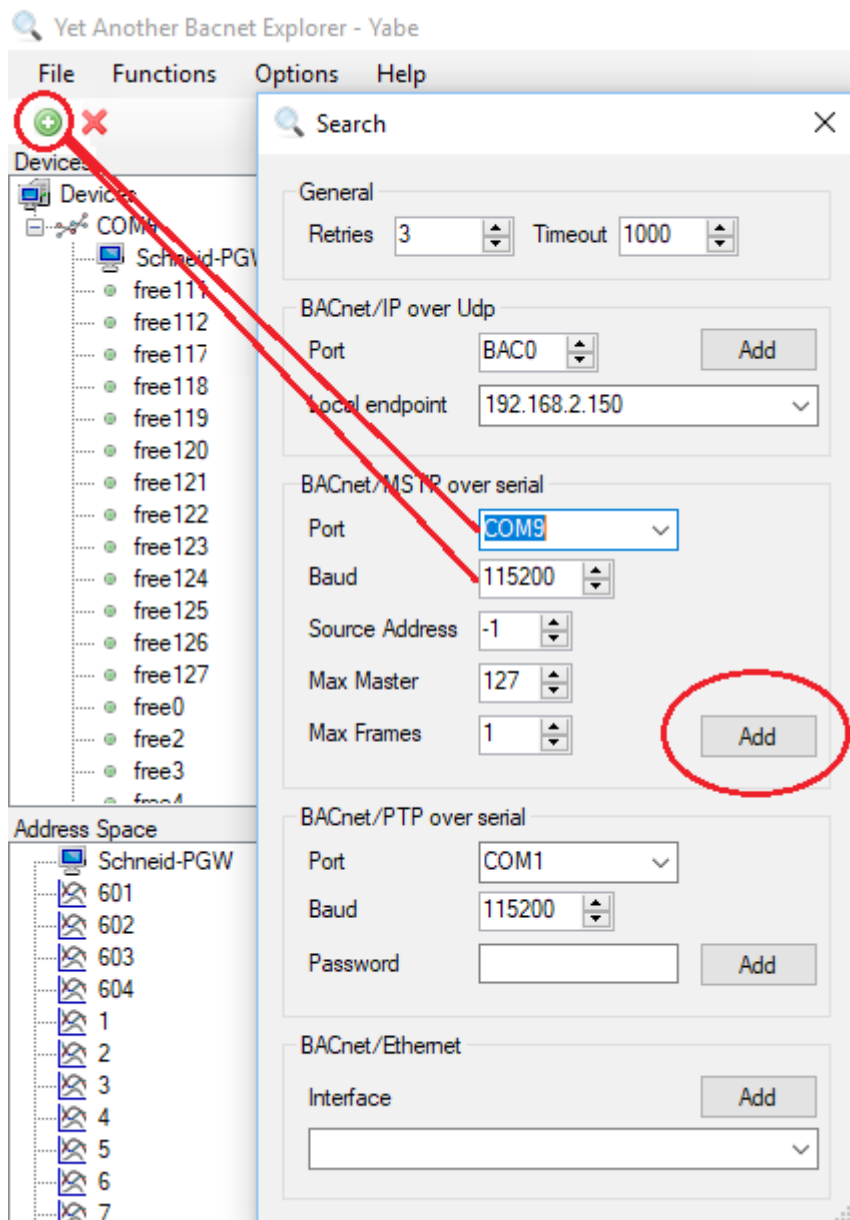 Yet Another Bacnet Explorer - Yabe
File Functions Options Help
Devices
Devices
COM9
Schneid-PGW
free111
free112
free117
free118
free119
free120
free121
free122
free123
free124
free125
free126
free127
free0
free2
free3
free4
Address Space
Schneid-PGW
601
602
603
604
1
2
3
4
5
6
7
Search
General
Retries 3 Timeout 1000
BACnet/IP over Udp
Port BAC0 Add
Local endpoint 192.168.2.150
BACnet/MSTP over serial
Port COM9
Baud 115200
Source Address -1
Max Master 127
Max Frames 1 Add
BACnet/PTP over serial
Port COM1
Baud 115200
Password Add
BACnet/Ethernet
Interface Add